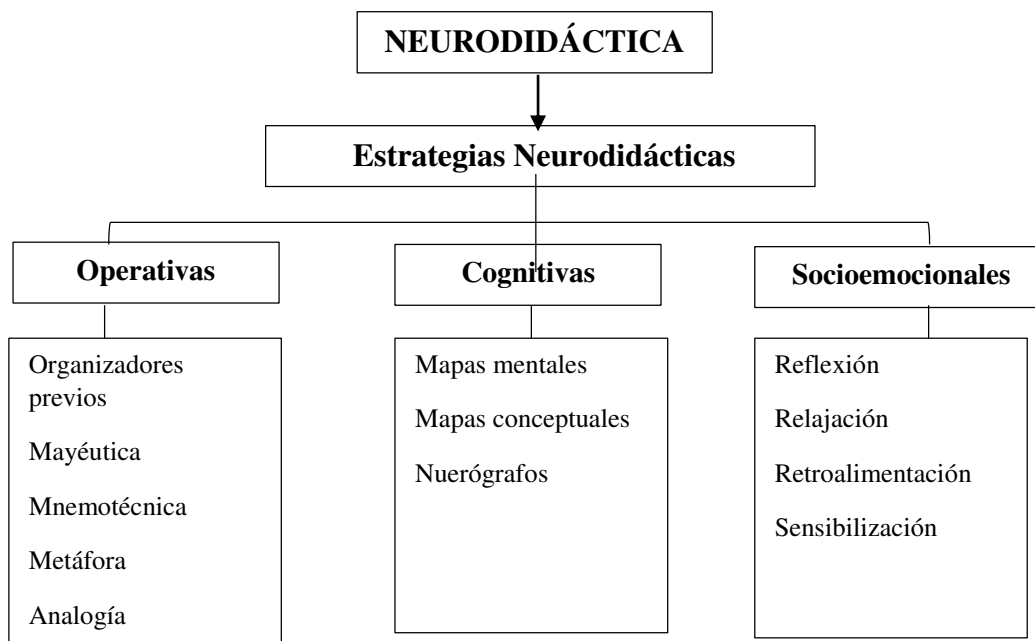 NEURODIDÁCTICA
Estrategias Neurodidácticas
Operativas
Organizadores
previos
Mayéutica
Mnemotécnica
Metáfora
Analogía
Cognitivas
Mapas mentales
Mapas conceptuales
Nuerógrafos
Socioemocionales
Reflexión
Relajación
Retroalimentación
Sensibilización